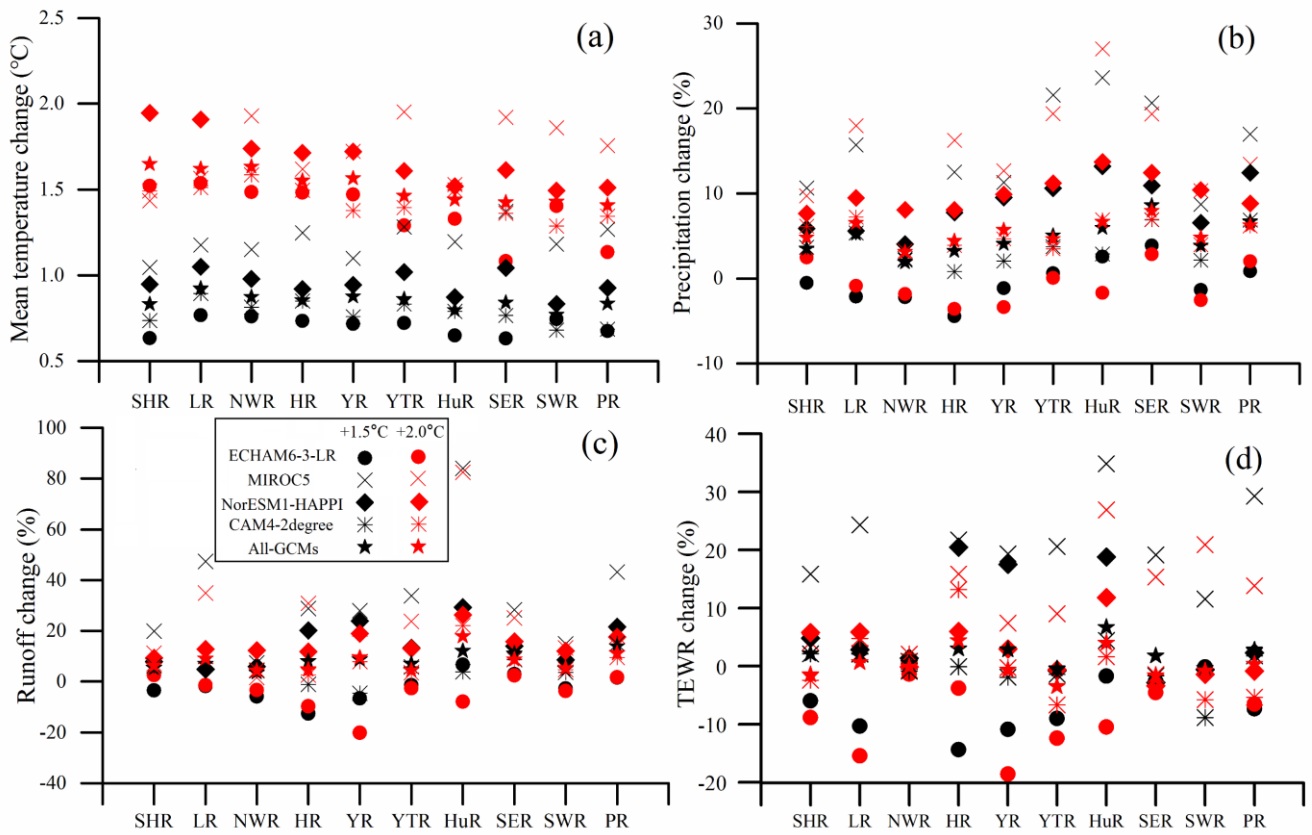 (a)
Mean temperature change (℃)
2.5
2.0
1.5
1.0
0.5
SHR LR NWR HR YR YTR HuR SER SWR PR
(b)
Preciptation change (%)
30
20
10
0
-10
SHR LR NWR HR YR YTR HuR SER SWR PR
(c)
Runoff change (%)
100
80
60
40
20
0
-20
-40
+1.5°C +2.0°C
ECHAM6-3-LR
MIROC5
NorESM1-HAPPI
CAM4-2degree
All-GCMs
SHR LR NWR HR YR YTR HuR SER SWR PR
(d)
TEWR change (%)
40
30
20
10
0
-10
-20
SHR LR NWR HR YR YTR HuR SER SWR PR